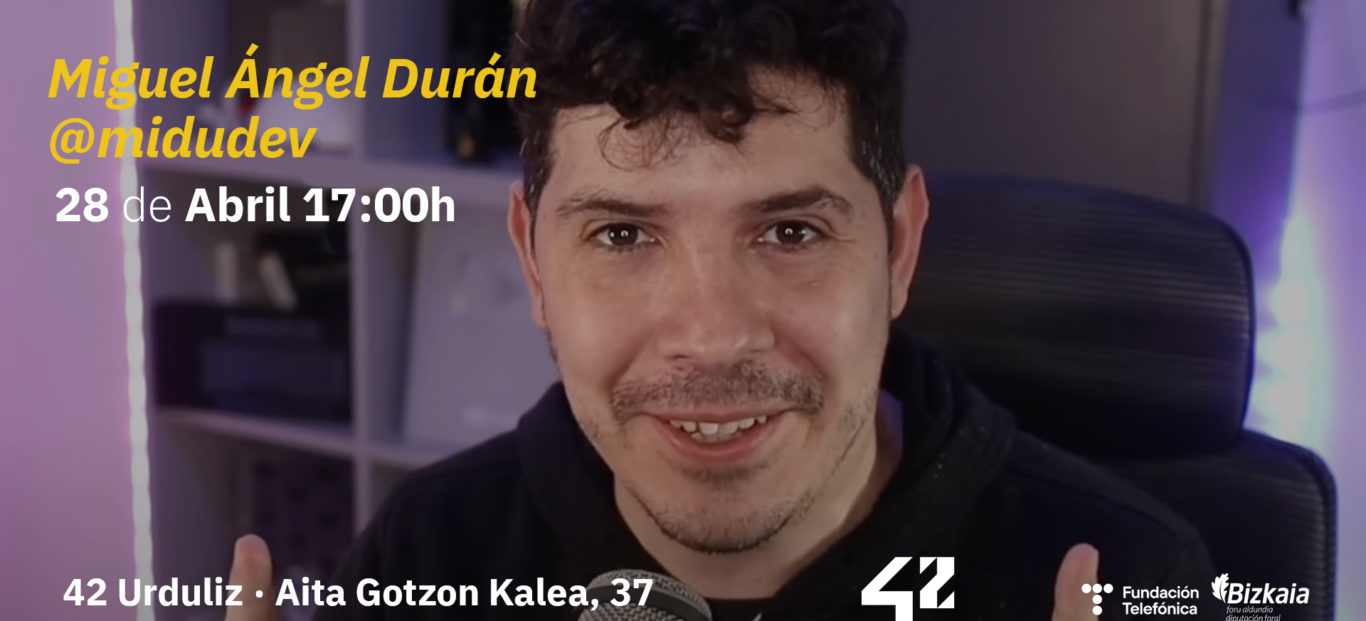 Miguel Ángel Durán
@midudev
28 de Abril 17:00h
42 Urduliz · Aita Gotzon Kalea, 37
42
Fundación
Telefónica
Bizkaia
foru aldundia
diputación foral